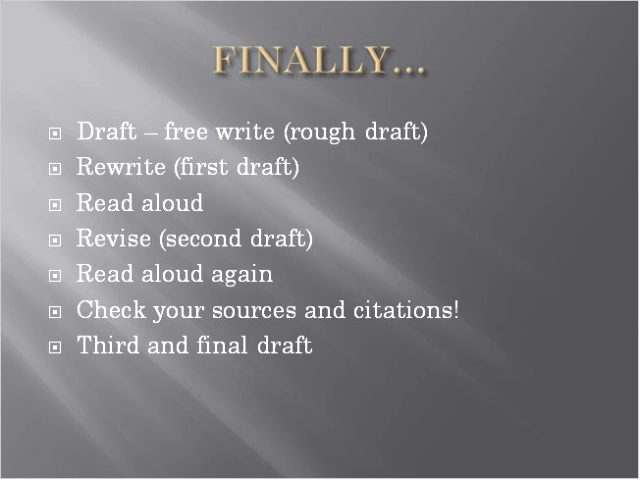 FINALLY...
Draft – free write (rough draft)
Rewrite (first draft)
Read aloud
Revise (second draft)
Read aloud again
Check your sources and citations!
Third and final draft